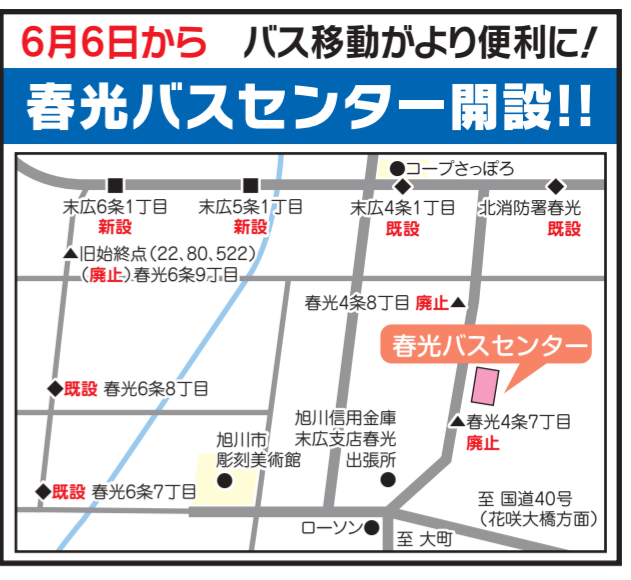 6月6日から バス移動がより便利に!
春光バスセンター開設!!
●コープさっぽろ
末広6条1丁目
新設
末広5条1丁目
新設
末広4条1丁目
既設
北消防署春光
既設
▲旧始終点(22、80、522)
(廃止)春光6条9丁目
春光4条8丁目 廃止▲
春光バスセンター
◆既設 春光6条8丁目
▲春光4条7丁目
廃止
旭川信用金庫
末広支店春光
出張所
旭川市
彫刻美術館
◆既設 春光6条7丁目
至 国道40号
(花咲大橋方面)
ローソン●
至 大町